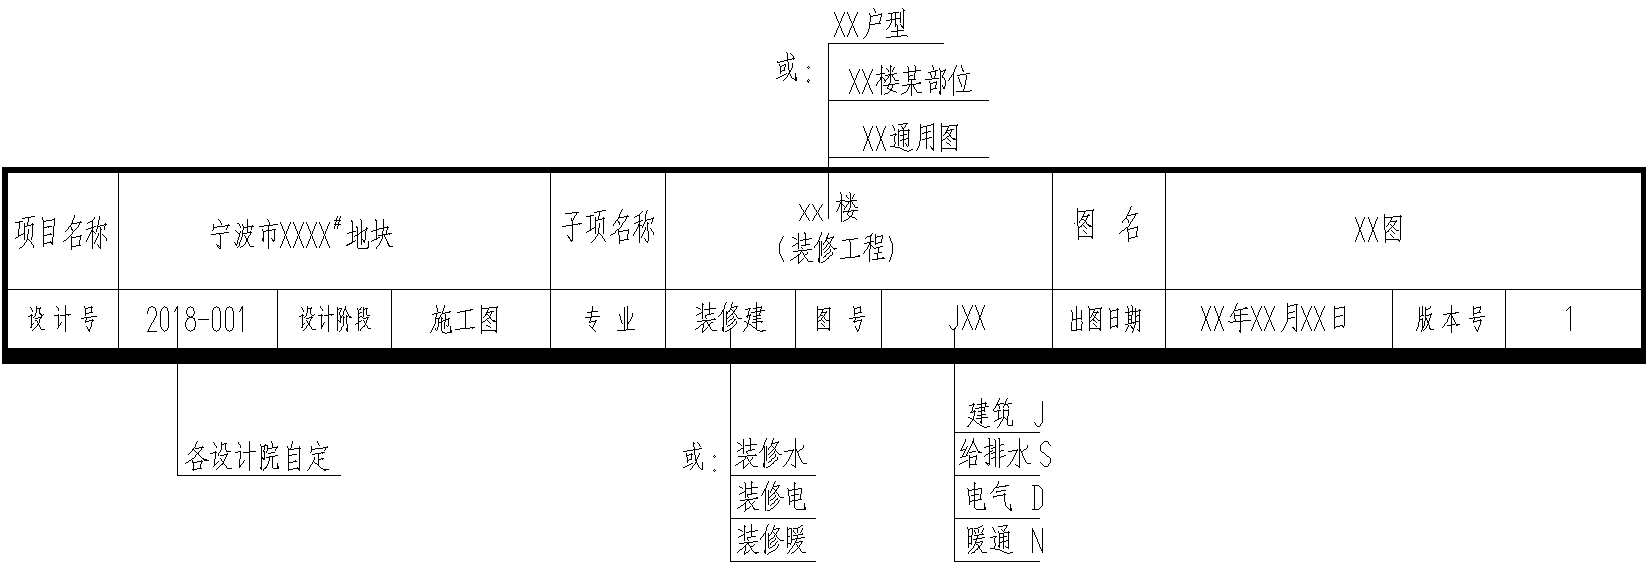 XX户型
或:
XX楼某部位
XX通用图
项目名称
宁波市XXXX#地块
子项名称
xx楼
(装修工程)
图 名
XX图
设计号
2018-001
设计阶段
施工图
专 业
装修建
图 号
JXX
出图日期
XX年XX月XX日
版本号
1
各设计院自定
或:
装修水
装修电
装修暖
建筑 J
给排水 S
电气 D
暖通 N